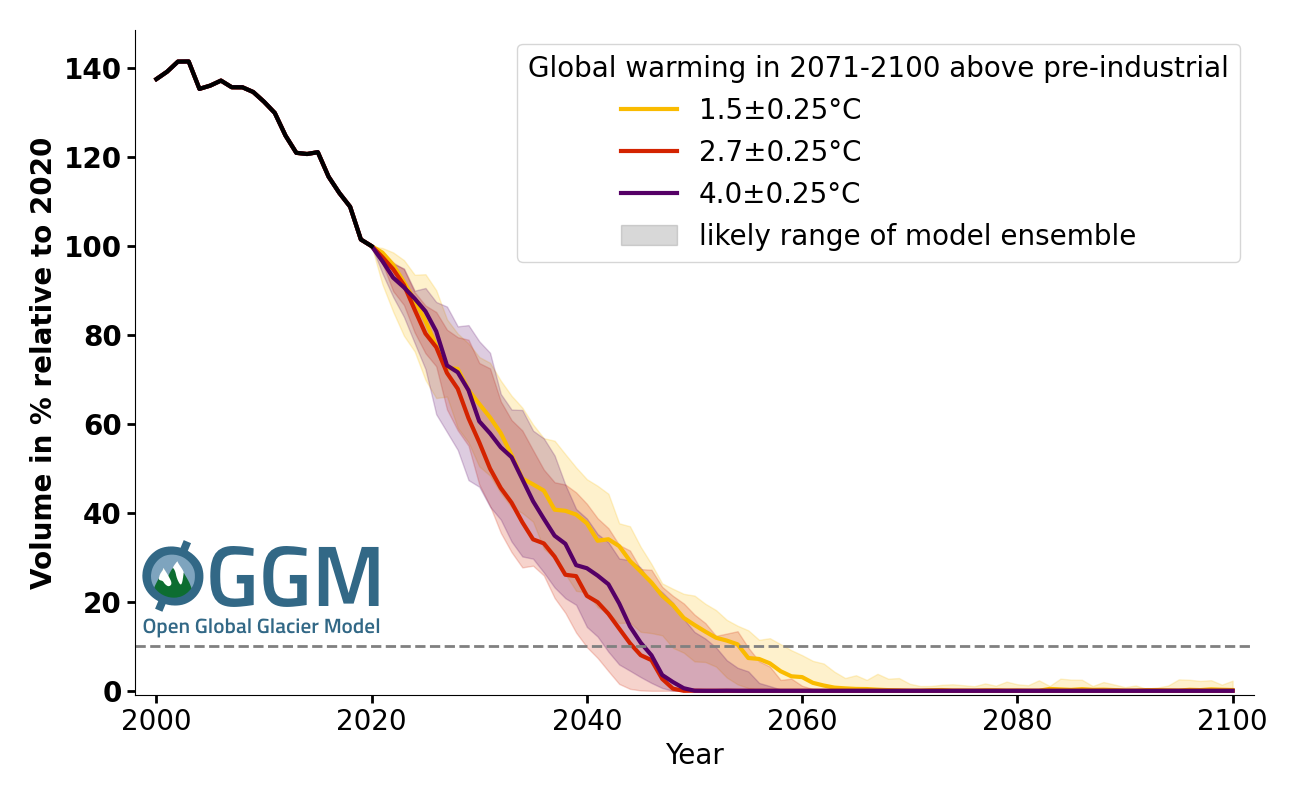 Global warming in 2071-2100 above pre-industrial
1.5±0.25°C
2.7±0.25°C
4.0±0.25°C
likely range of model ensemble
Volume in % relative to 2020
140
120
100
80
60
40
20
0
ØGGM
Open Global Glacier Model
2000 2020 2040 2060 2080 2100
Year